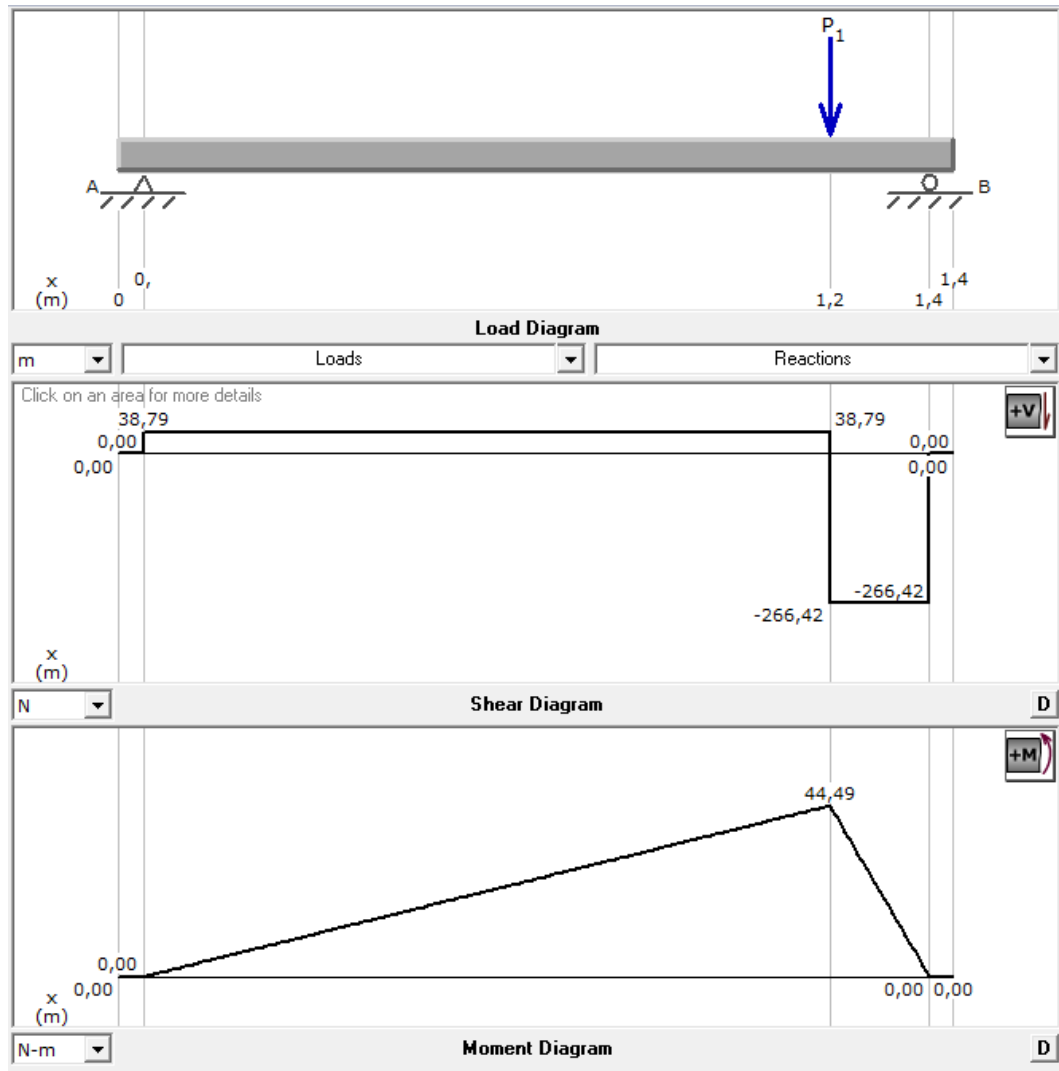 P1
A B
x 0, 1,4
(m) 0 1,2 1,4
Load Diagram
m Loads Reactions
Click on an area for more details
+V
38,79 38,79
0,00 0,00
0,00 0,00
-266,42
-266,42
x
(m)
N Shear Diagram D
+M
44,49
0,00
0,00 0,00 0,00
x
(m)
N-m Moment Diagram D